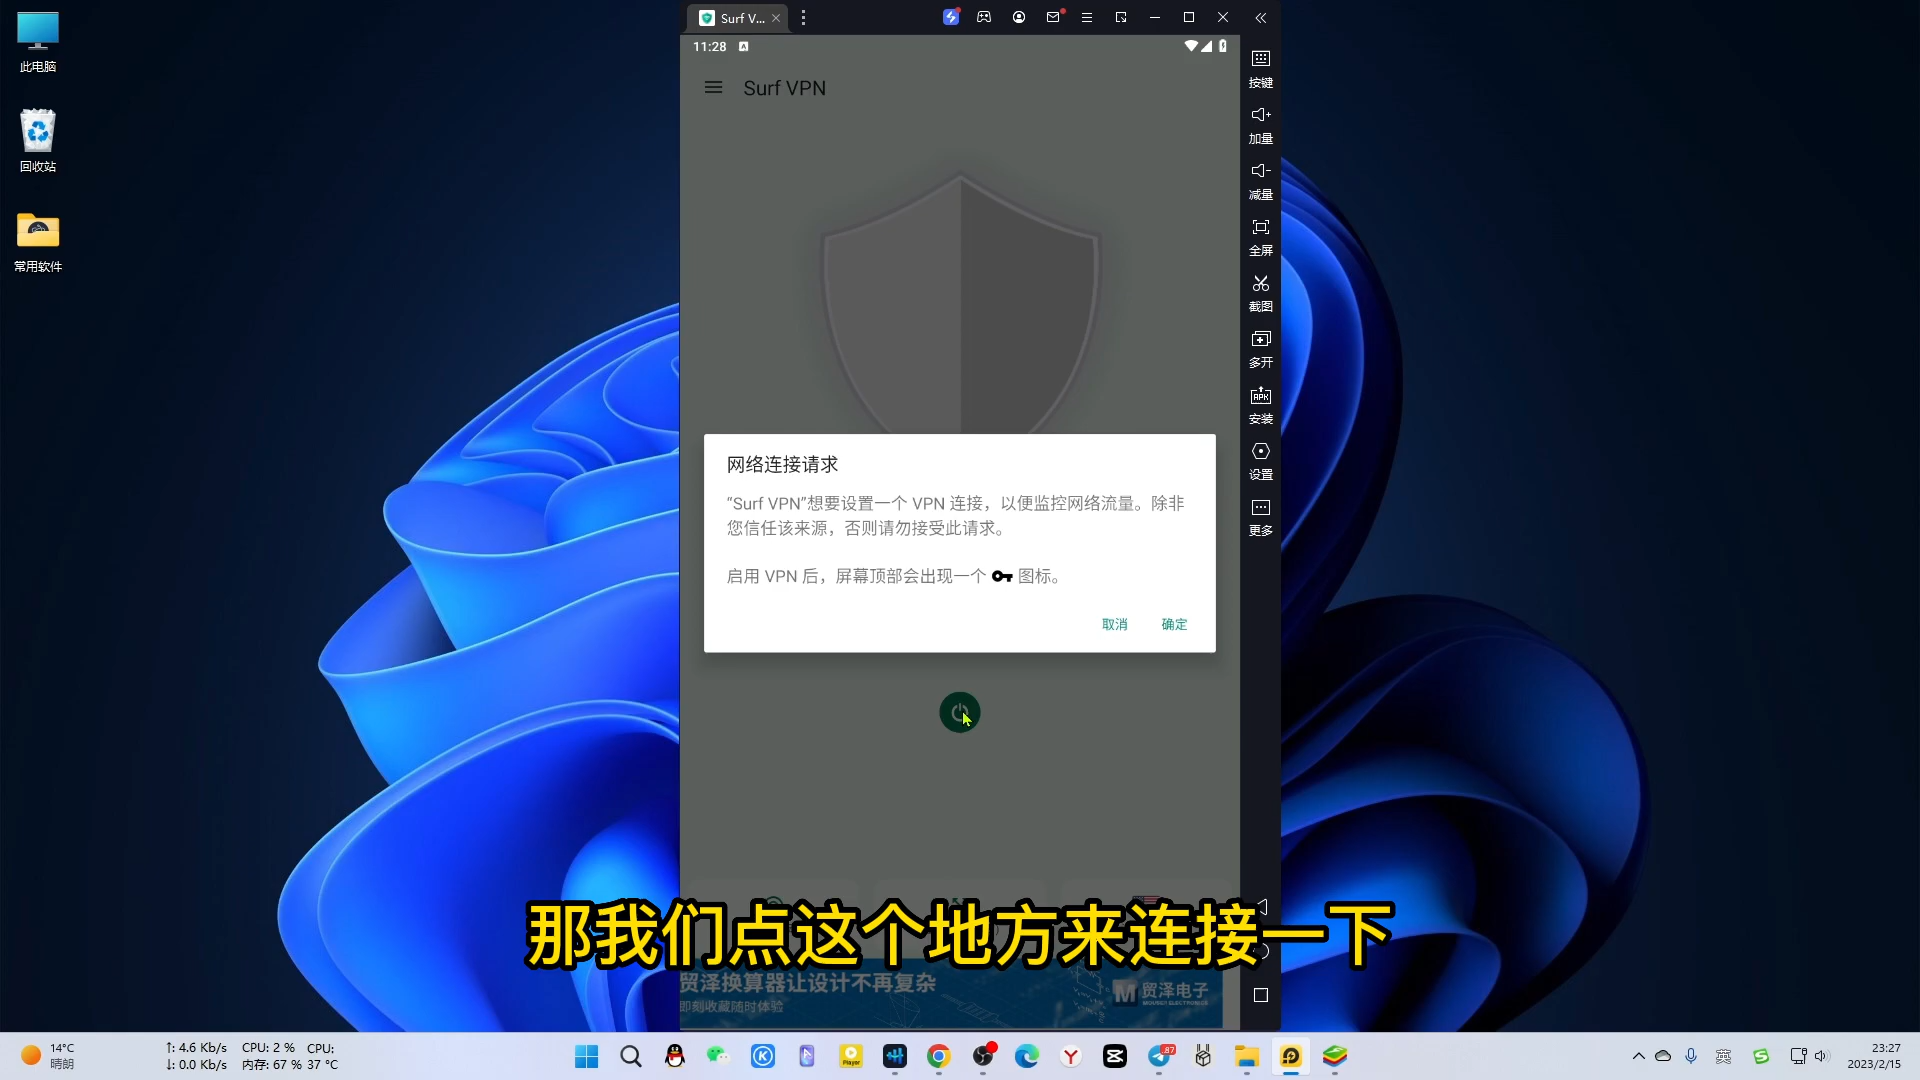 此电脑
回收站
常用软件
Surf V...
11:28
Surf VPN
网络连接请求
“Surf VPN”想要设置一个 VPN 连接，以便监控网络流量。除非
您信任该来源，否则请勿接受此请求。
启用 VPN 后，屏幕顶部会出现一个 图标。
取消
确定
按键
加量
减量
全屏
截图
多开
APK
安装
设置
更多
那我们点这个地方来连接一下
贸泽换算器让设计不再复杂
即刻收藏随时体验
M 贸泽电子
MOUSER ELECTRONICS
14°C
晴朗
↑: 4.6 Kb/s
↓: 0.0 Kb/s
CPU: 2 %
内存: 67 %
CPU:
37 °C
Player
87
英
23:27
2023/2/15